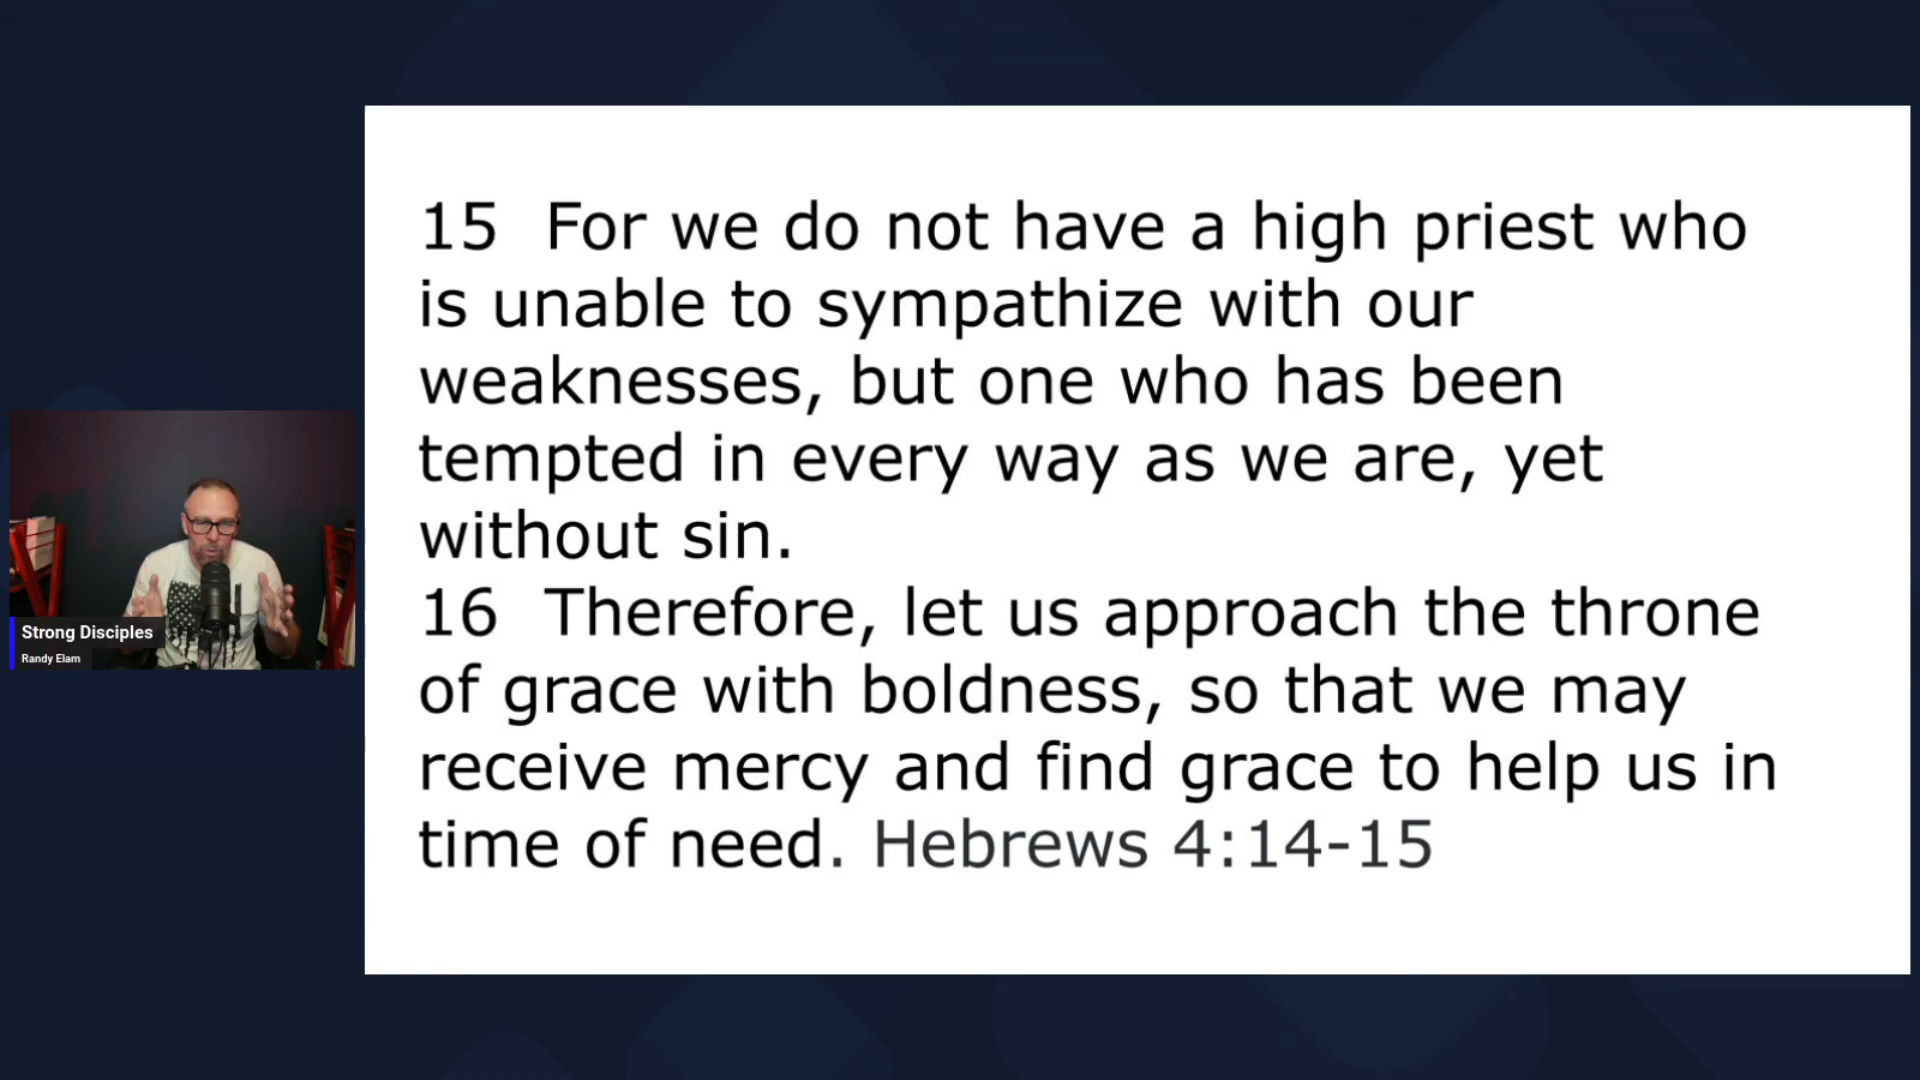 15 For we do not have a high priest who
is unable to sympathize with our
weaknesses, but one who has been
tempted in every way as we are, yet
without sin.
16 Therefore, let us approach the throne
of grace with boldness, so that we may
receive mercy and find grace to help us in
time of need. Hebrews 4:14-15
Strong Disciples
Randy Elam